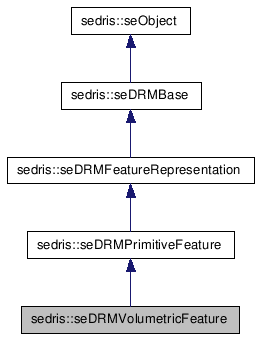 sedris::seObject
sedris::seDRMBase
sedris::seDRMFeatureRepresentation
sedris::seDRMPrimitiveFeature
sedris::seDRMVolumetricFeature